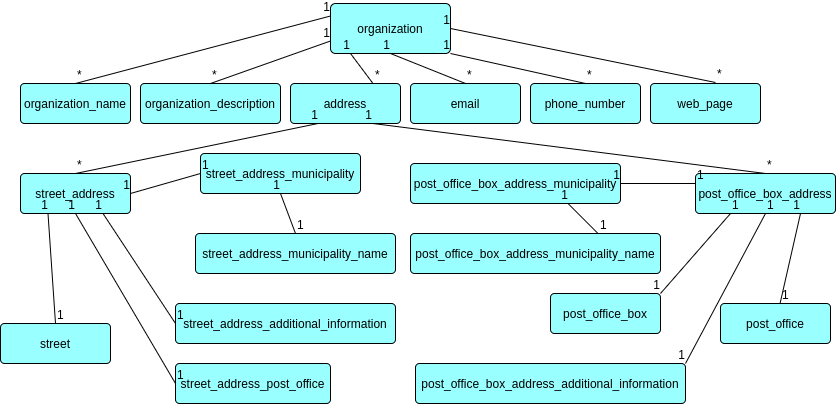 1
1
organization
1
1
1
1
*
*
*
*
*
*
organization_name
organization_description
address
email
phone_number
web_page
1
1
*
*
street_address
1
1
street_address_municipality
1
post_office_box_address_municipality
1
1
1
post_office_box_address
1
1
1
1
1
1
1
street_address_municipality_name
1
post_office_box_address_municipality_name
1
street_address_additional_information
1
post_office_box
1
post_office
1
street
1
street_address_post_office
1
post_office_box_address_additional_information